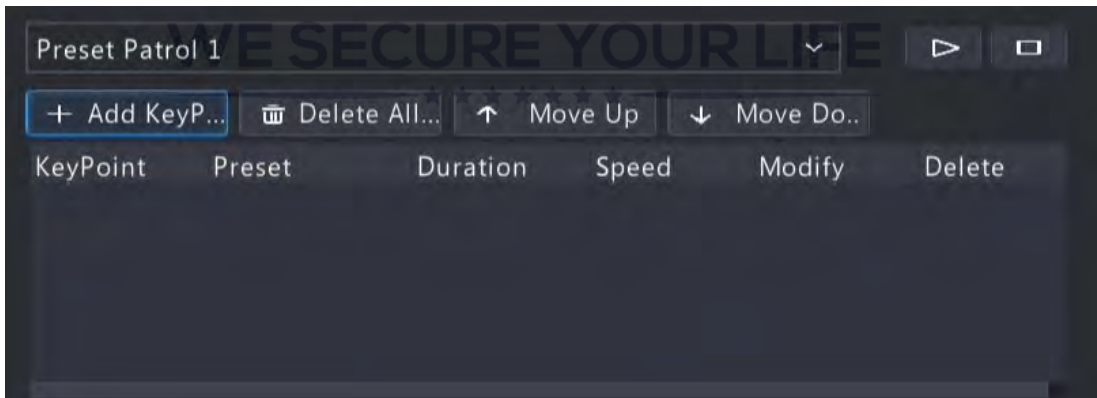 WE SECURE YOUR LIFE
Preset Patrol 1
Add KeyP... Delete All... Move Up Move Do..
KeyPoint Preset Duration Speed Modify Delete